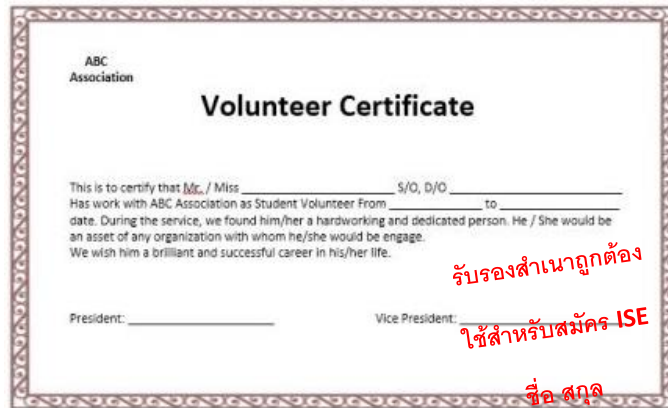 ABC
Association
Volunteer Certificate
This is to certify that Mr. / Miss ____________________________ S/O, D/O ________________________________
Has work with ABC Association as Student Volunteer From __________________ to ______________________
date. During the service, we found him/her a hardworking and dedicated person. He / She would be
an asset of any organization with whom he/she would be engage.
We wish him a brilliant and successful career in his/her life.
รับรองสำเนาถูกต้อง
President: ___________________________ Vice President: ___________________________
ใช้สำหรับสมัคร ISE
ชื่อ สกุล